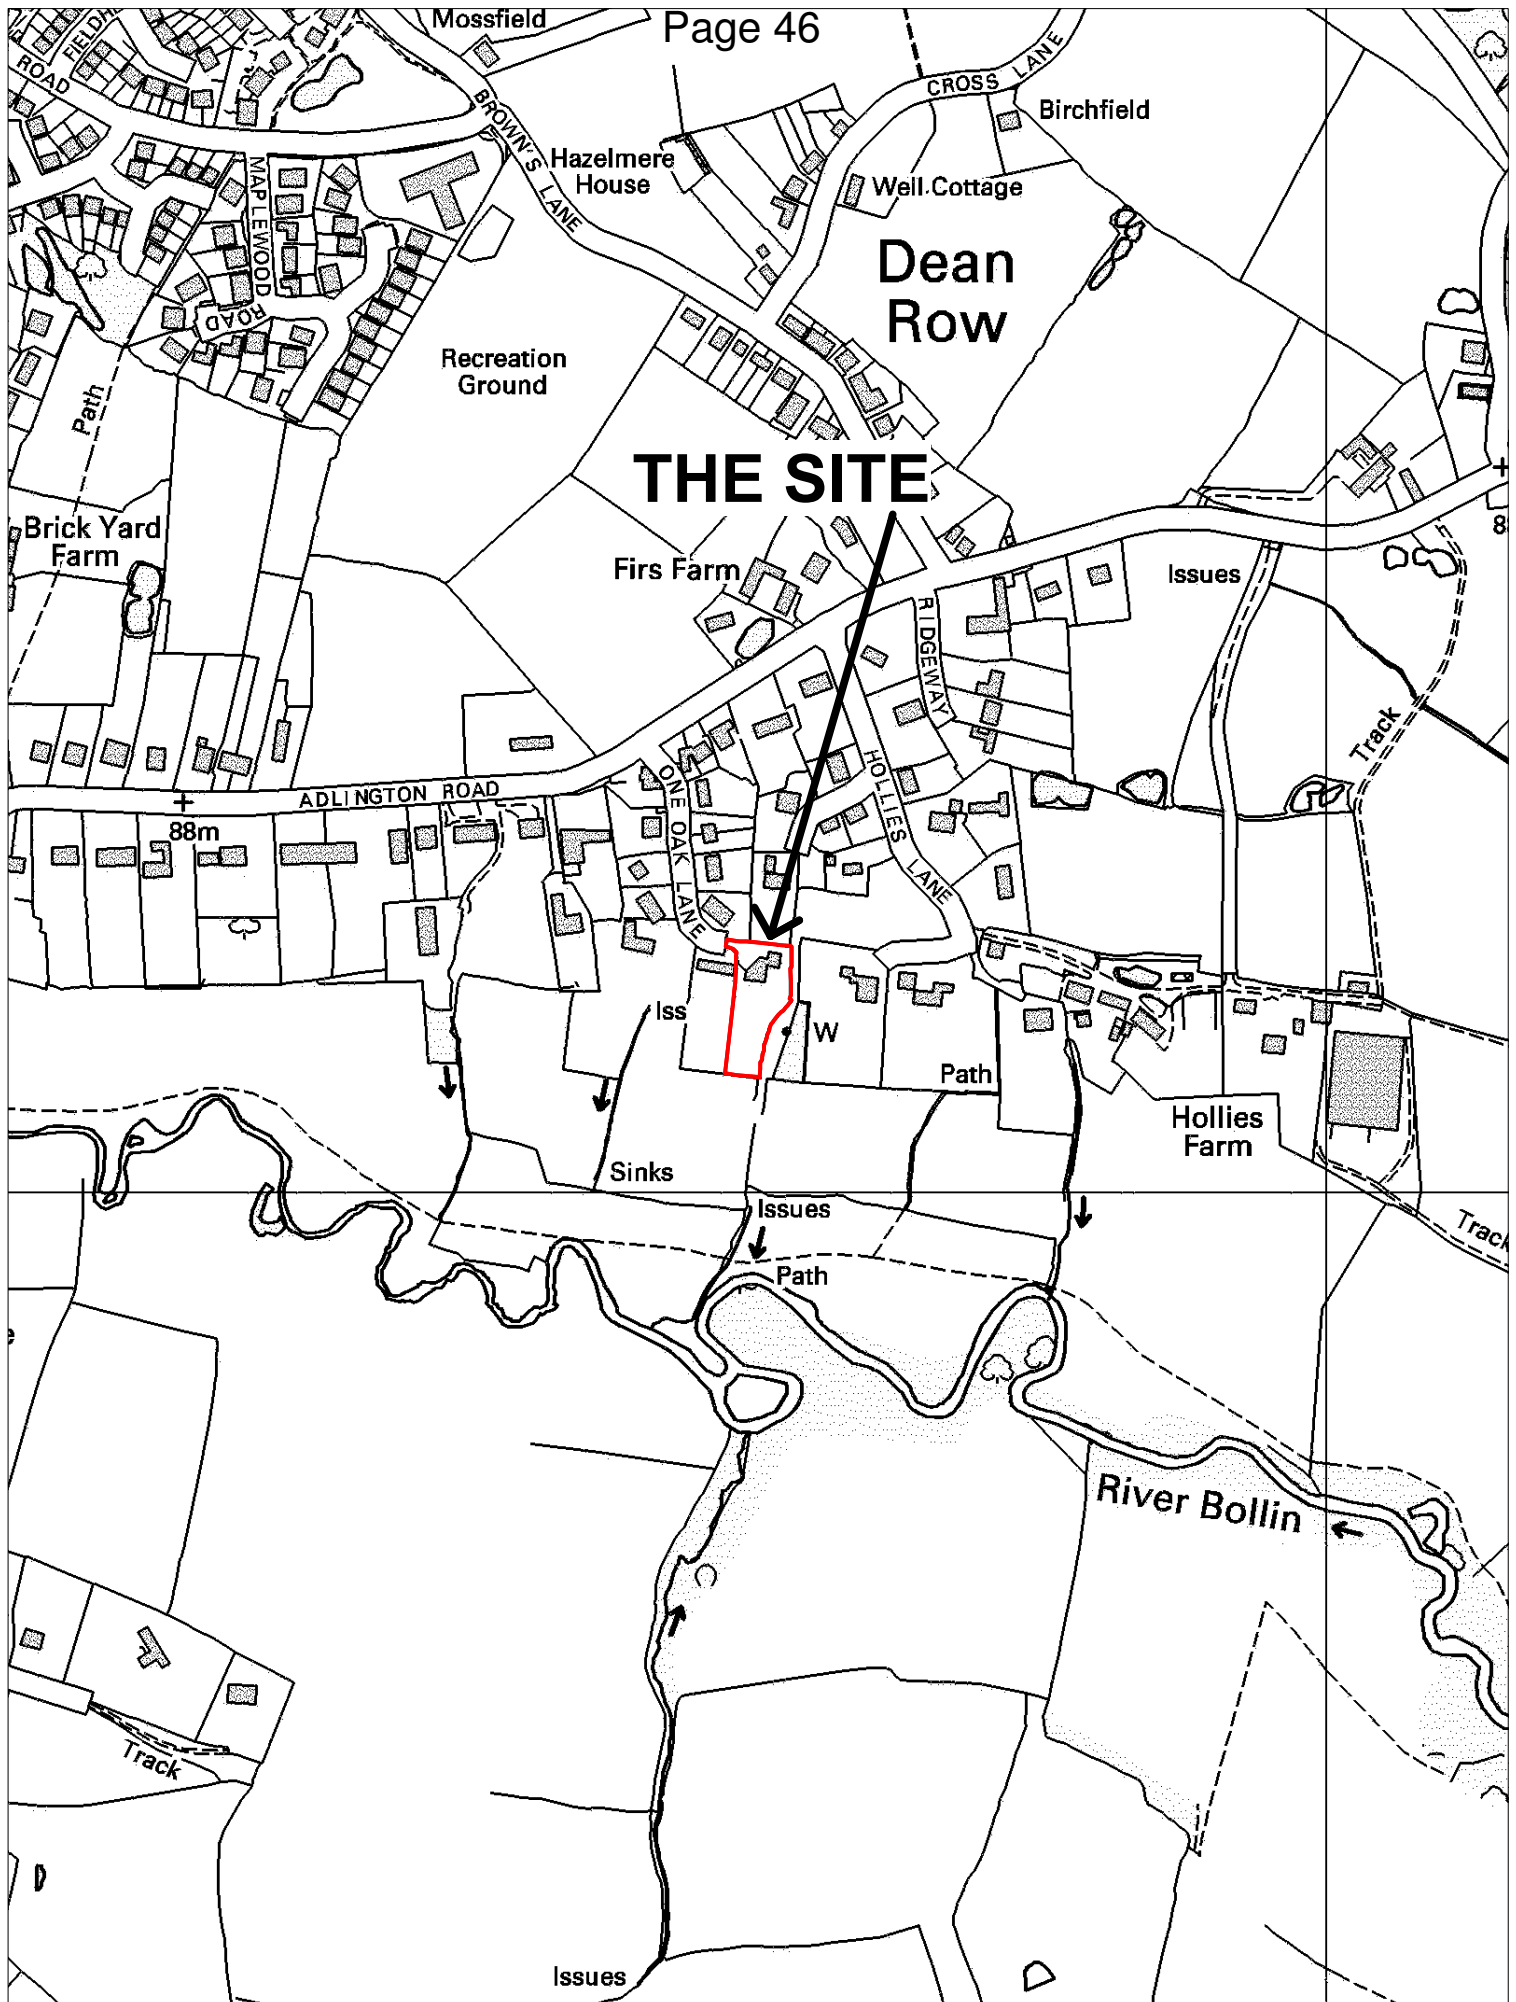 Page 46
Mossfield
ROAD
BROWN'S LANE
CROSS LANE
Birchfield
Hazelmere
House
Well Cottage
MAPLEWOOD
ROAD
Dean
Row
Recreation
Ground
Path
THE SITE
Brick Yard
Farm
Firs Farm
Issues
RIDGEWAY
Track
HOLLIES LANE
ONE OAK LANE
ADLINGTON ROAD
88m
Iss
W
Path
Hollies
Farm
Sinks
Issues
Track
Path
River Bollin
Track
Issues